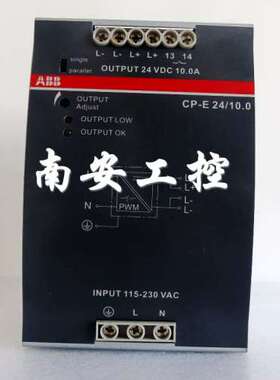 L- L- L+ L+ 13 14
single
parallel
OUTPUT 24 VDC 10.0A
ABB
CP-E 24/10.0
OUTPUT
Adjust
OUTPUT LOW
OUTPUT OK
南安工控
L+
L+
L
N
PWM
L-
L-
INPUT 115-230 VAC
L N